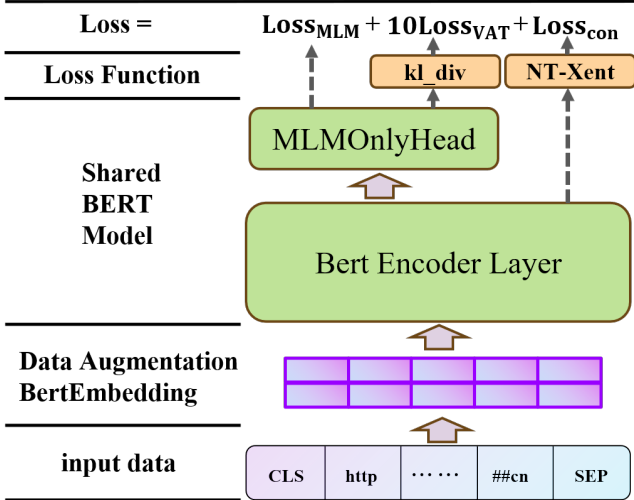 Loss = Loss_MLM + 10Loss_VAT + Loss_con
Loss Function
kl_div
NT-Xent
MLMOnlyHead
Shared
BERT
Model
Bert Encoder Layer
Data Augmentation
BertEmbedding
input data
CLS
http
⋯⋯
##cn
SEP